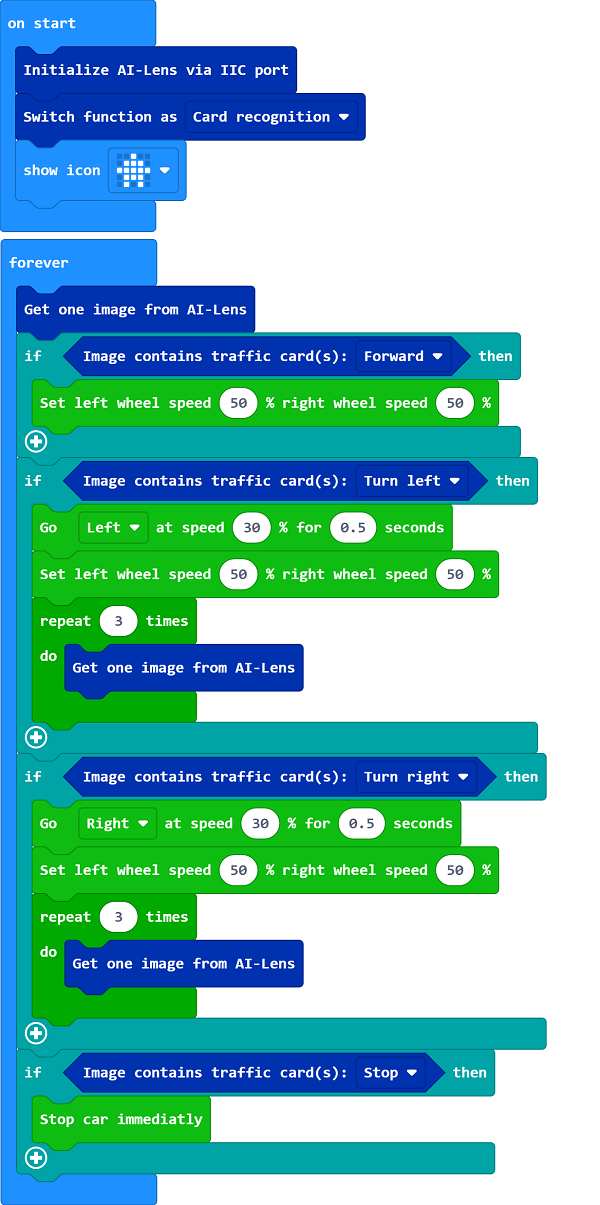 on start
Initialize AI-Lens via IIC port
Switch function as Card recognition
show icon
forever
Get one image from AI-Lens
if Image contains traffic card(s): Forward then
Set left wheel speed 50 % right wheel speed 50 %
if Image contains traffic card(s): Turn left then
Go Left at speed 30 % for 0.5 seconds
Set left wheel speed 50 % right wheel speed 50 %
repeat 3 times
do Get one image from AI-Lens
if Image contains traffic card(s): Turn right then
Go Right at speed 30 % for 0.5 seconds
Set left wheel speed 50 % right wheel speed 50 %
repeat 3 times
do Get one image from AI-Lens
if Image contains traffic card(s): Stop then
Stop car immediatly